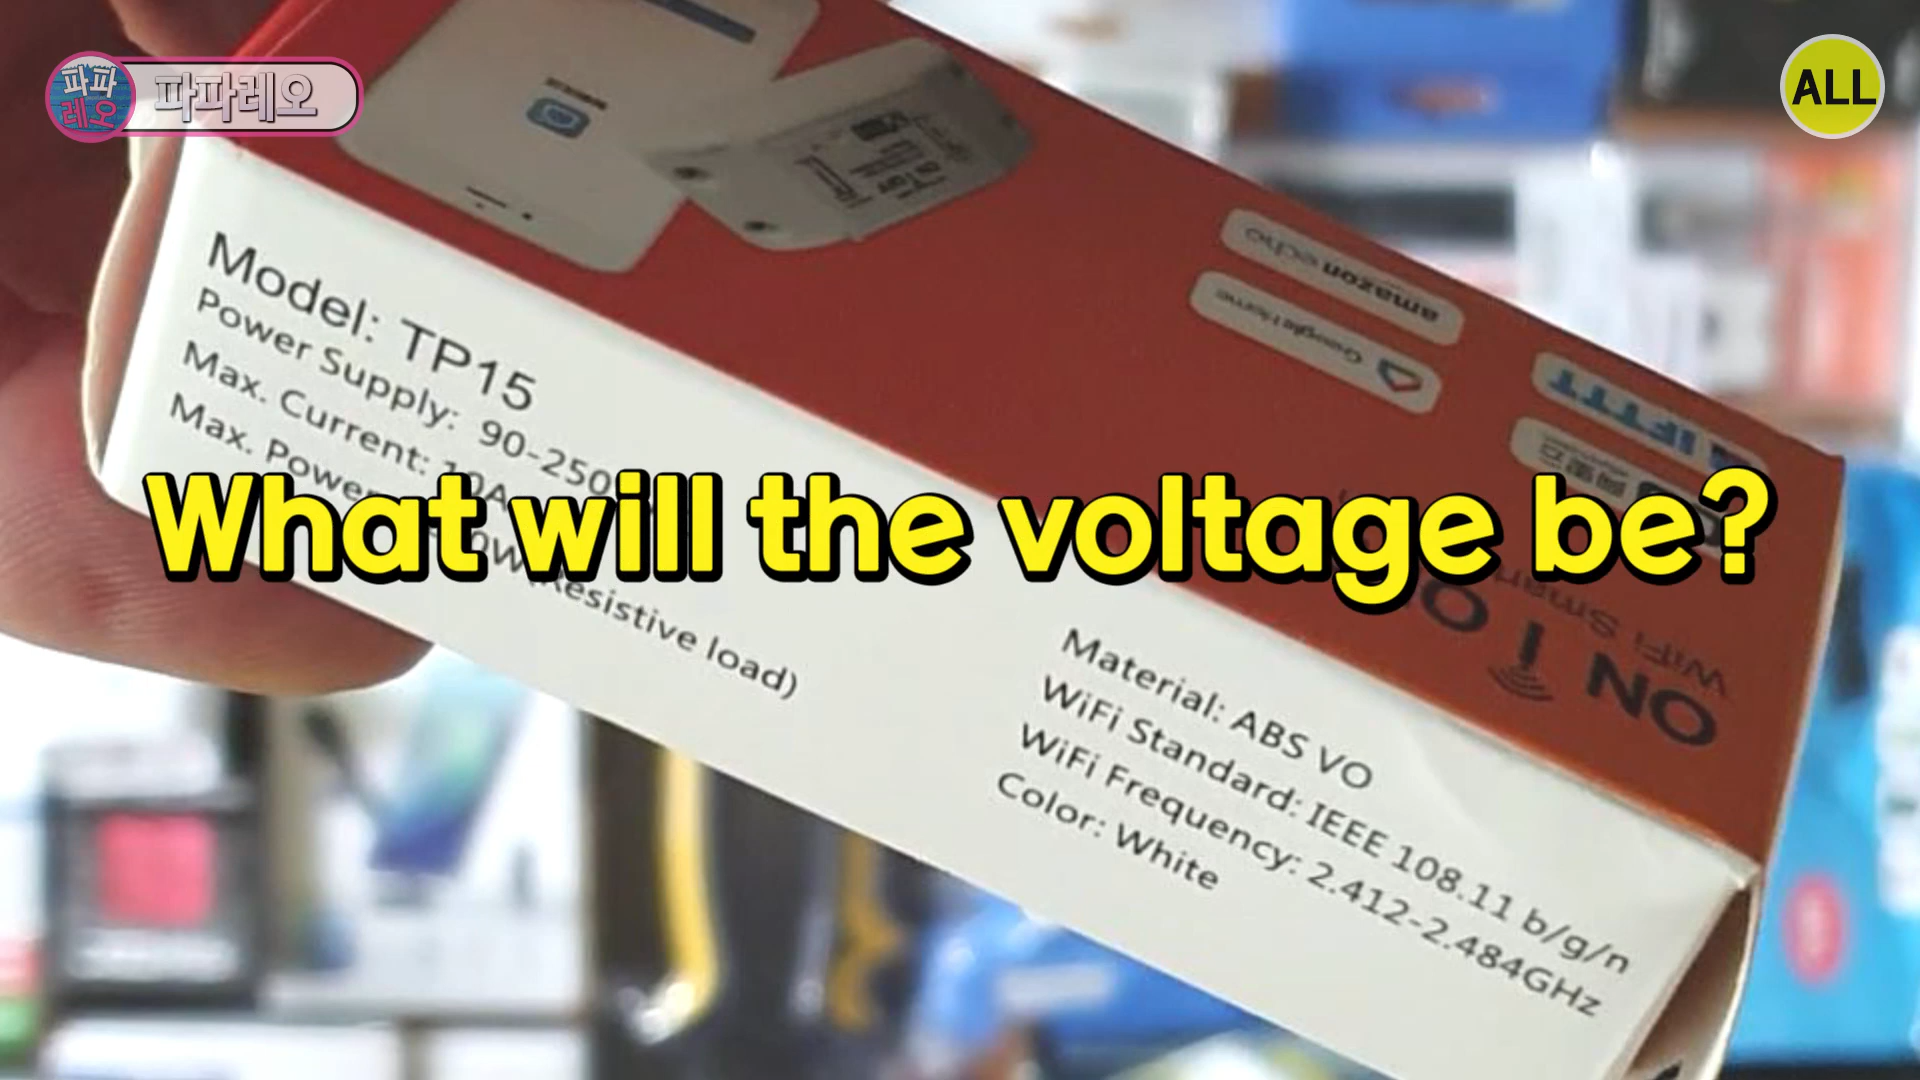 파파레오
파파레오
ALL
Model: TP15
Power Supply: 90-250
Max. Current: 10A
Max. Power
(Resistive load)
What will the voltage be?
amazon echo
Google Home
IFTTT
ON
WiFi Smart
Material: ABS VO
WiFi Standard: IEEE 108.11 b/g/n
WiFi Frequency: 2.412-2.484GHz
Color: White